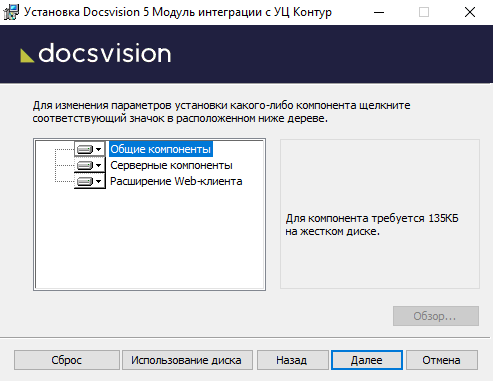 Установка Docsvision 5 Модуль интеграции с УЦ Контур
docsvision
Для изменения параметров установки какого-либо компонента щелкните
соответствующий значок в расположенном ниже дереве.
Общие компоненты
Серверные компоненты
Расширение Web-клиента
Для компонента требуется 135КБ
на жестком диске.
Обзор...
Сброс
Использование диска
Назад
Далее
Отмена